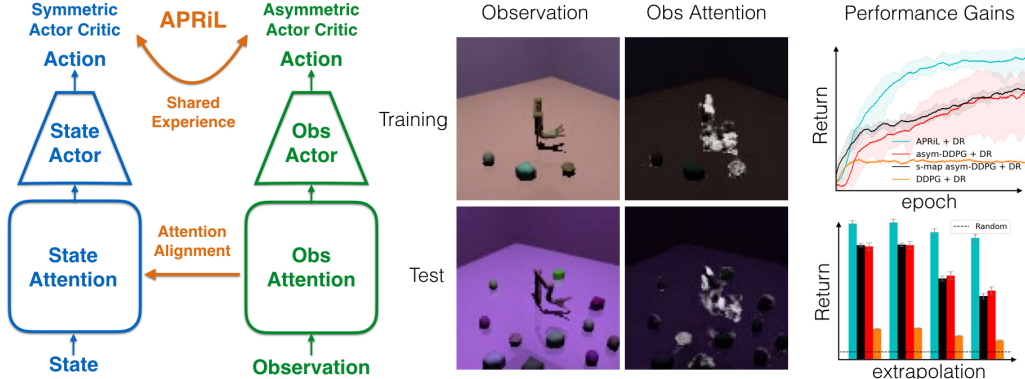 Symmetric
Actor Critic
APRiL
Asymmetric
Actor Critic
Action
Action
Shared
Experience
State
Actor
Obs
Actor
Attention
Alignment
State
Attention
Obs
Attention
State
Observation
Observation
Obs Attention
Training
Test
Performance Gains
Return
APRiL + DR
asym-DDPG + DR
s-map asym-DDPG + DR
DDPG + DR
epoch
Random
Return
extrapolation